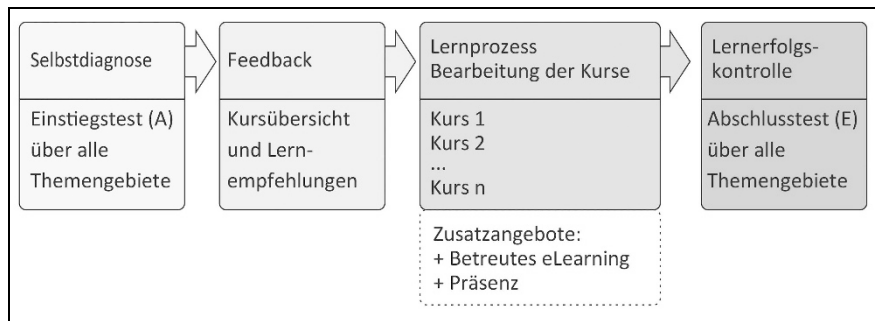 Selbstdiagnose
Einstiegstest (A)
über alle
Themengebiete
Feedback
Kursübersicht
und Lern-
empfehlungen
Lernprozess
Bearbeitung der Kurse
Kurs 1
Kurs 2
...
Kurs n
Zusatzangebote:
+ Betreutes eLearning
+ Präsenz
Lernerfolgs-
kontrolle
Abschlusstest (E)
über alle
Themengebiete